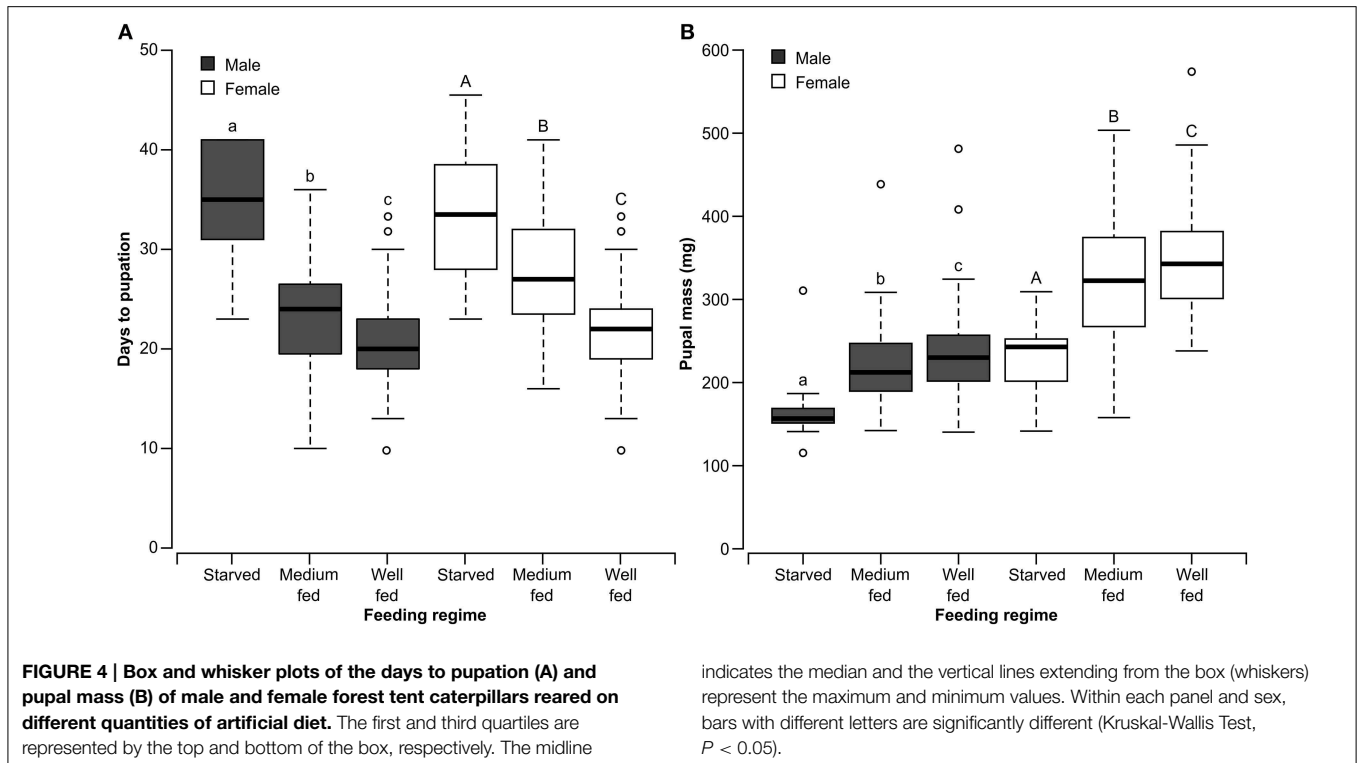 A
50
40
30
20
10
0
Days to pupation
Male
Female
a
b
c
A
B
C
Starved
Medium fed
Well fed
Starved
Medium fed
Well fed
Feeding regime
B
600
500
400
300
200
100
0
Pupal mass (mg)
Male
Female
a
b
c
A
B
C
Starved
Medium fed
Well fed
Starved
Medium fed
Well fed
Feeding regime
FIGURE 4 | Box and whisker plots of the days to pupation (A) and
pupal mass (B) of male and female forest tent caterpillars reared on
different quantities of artificial diet. The first and third quartiles are
represented by the top and bottom of the box, respectively. The midline
indicates the median and the vertical lines extending from the box (whiskers)
represent the maximum and minimum values. Within each panel and sex,
bars with different letters are significantly different (Kruskal-Wallis Test,
P < 0.05).